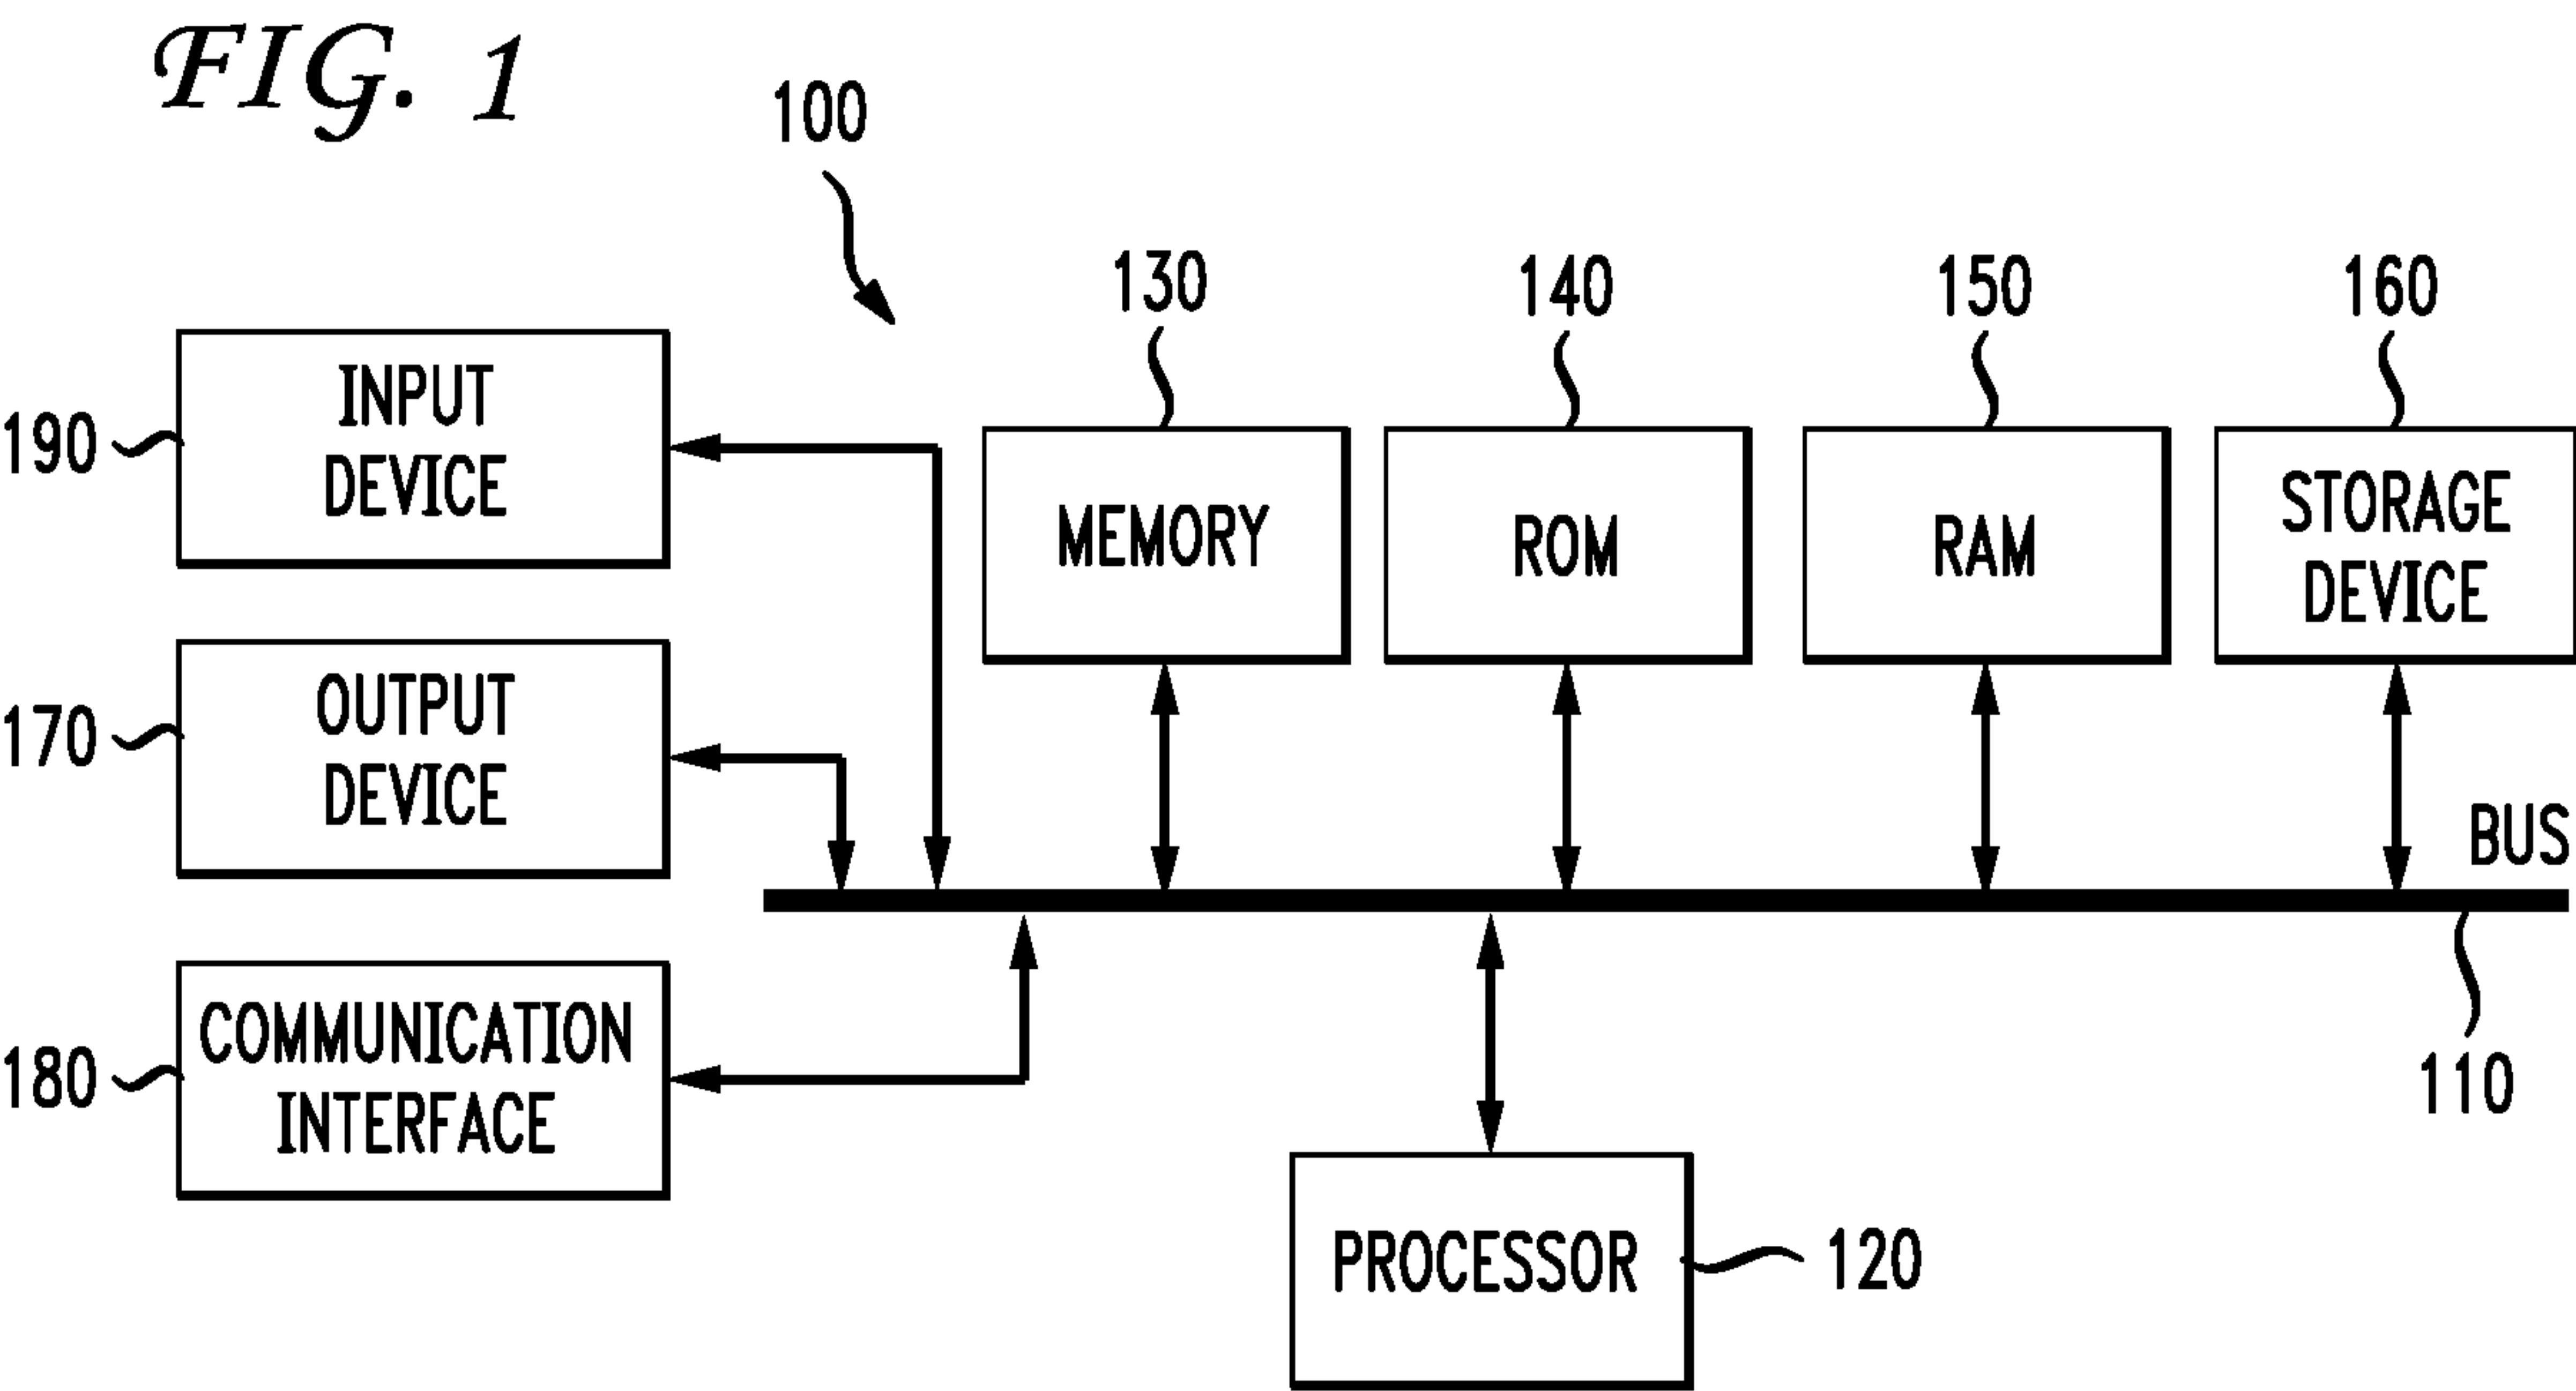 FIG. 1
100
130
140
150
160
190
INPUT
DEVICE
MEMORY
ROM
RAM
STORAGE
DEVICE
170
OUTPUT
DEVICE
BUS
180
COMMUNICATION
INTERFACE
110
PROCESSOR
120